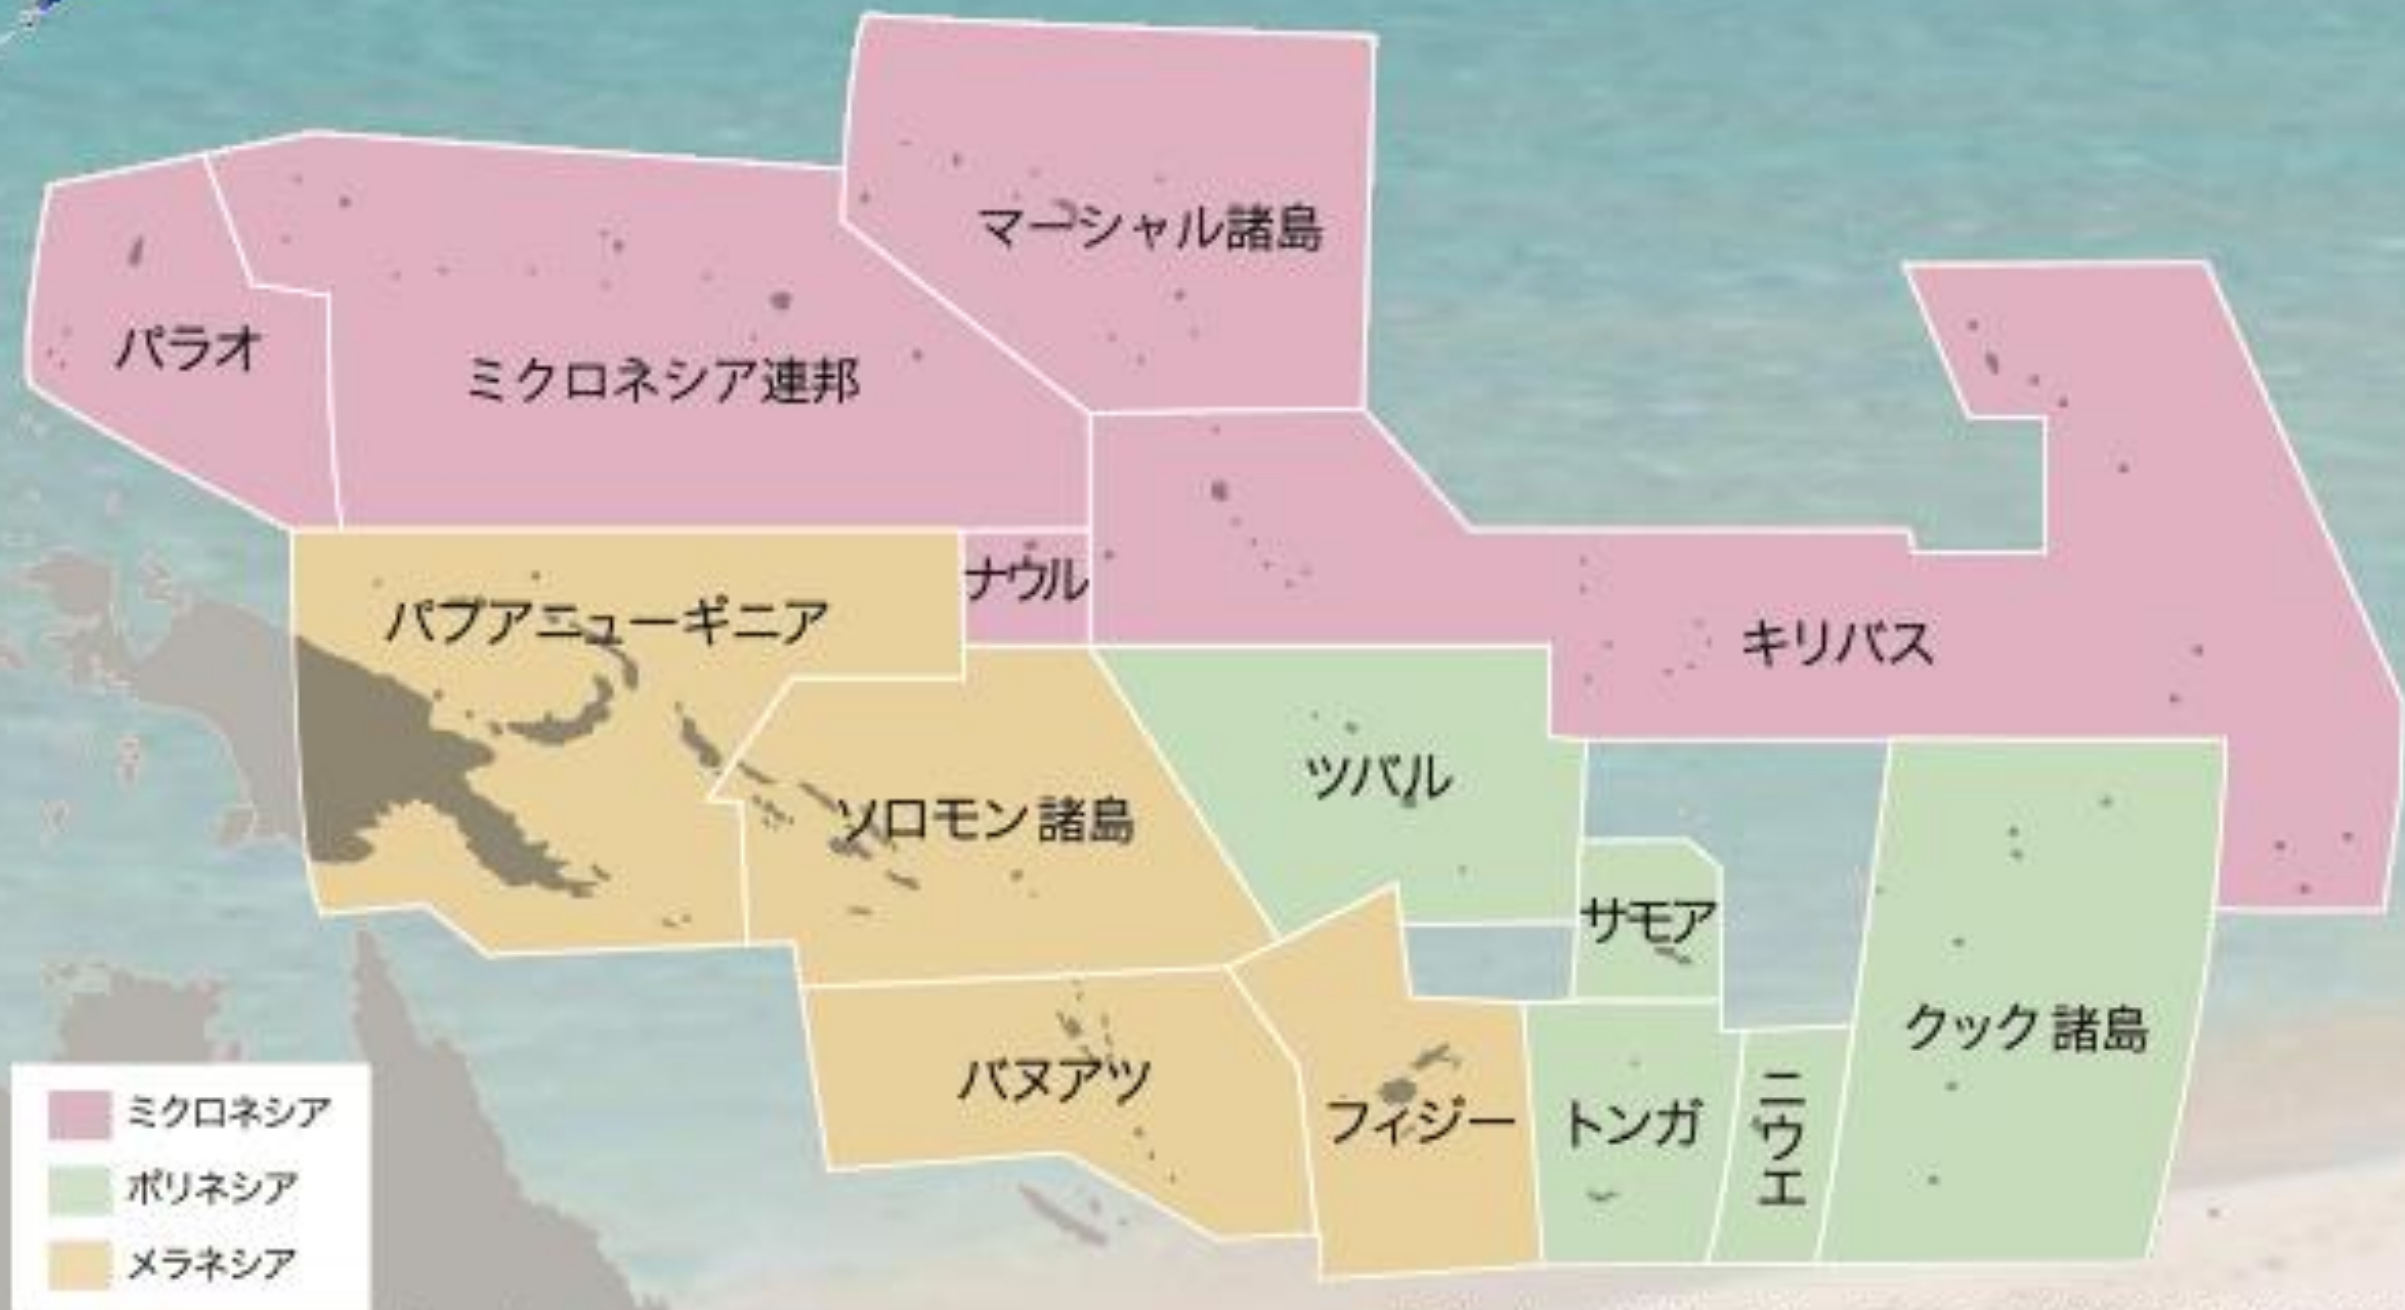 マーシャル諸島
パラオ
ミクロネシア連邦
ナウル
パプアニューギニア
キリバス
ツバル
ソロモン諸島
サモア
クック諸島
バヌアツ
フィジー
トンガ
ニウエ
ミクロネシア
ポリネシア
メラネシア